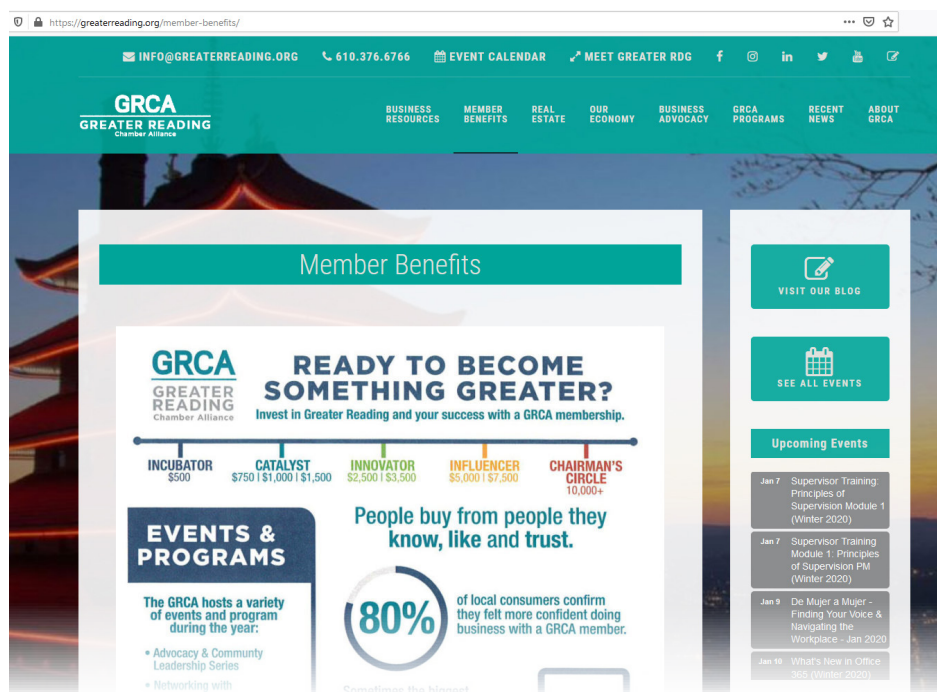 https://greaterreading.org/member-benefits/
INFO@GREATERREADING.ORG 610.376.6766 EVENT CALENDAR MEET GREATER RDG
GRCA
GREATER READING
Chamber Alliance
BUSINESS RESOURCES
MEMBER BENEFITS
REAL ESTATE
OUR ECONOMY
BUSINESS ADVOCACY
GRCA PROGRAMS
RECENT NEWS
ABOUT GRCA
Member Benefits
GRCA
GREATER
READING
Chamber Alliance
READY TO BECOME
SOMETHING GREATER?
Invest in Greater Reading and your success with a GRCA membership.
INCUBATOR
$500
CATALYST
$750 | $1,000 | $1,500
INNOVATOR
$2,500 | $3,500
INFLUENCER
$5,000 | $7,500
CHAIRMAN'S
CIRCLE
10,000+
EVENTS &
PROGRAMS
The GRCA hosts a variety
of events and program
during the year:
• Advocacy & Communty
Leadership Series
• Networking with
People buy from people they
know, like and trust.
80%
of local consumers confirm
they felt more confident doing
business with a GRCA member.
Sometimes the biggest
VISIT OUR BLOG
SEE ALL EVENTS
Upcoming Events
Jan 7 Supervisor Training:
Principles of
Supervision Module 1
(Winter 2020)
Jan 7 Supervisor Training
Module 1: Principles
of Supervision PM
(Winter 2020)
Jan 9 De Mujer a Mujer -
Finding Your Voice &
Navigating the
Workplace - Jan 2020
Jan 10 What's New in Office
365 (Winter 2020)